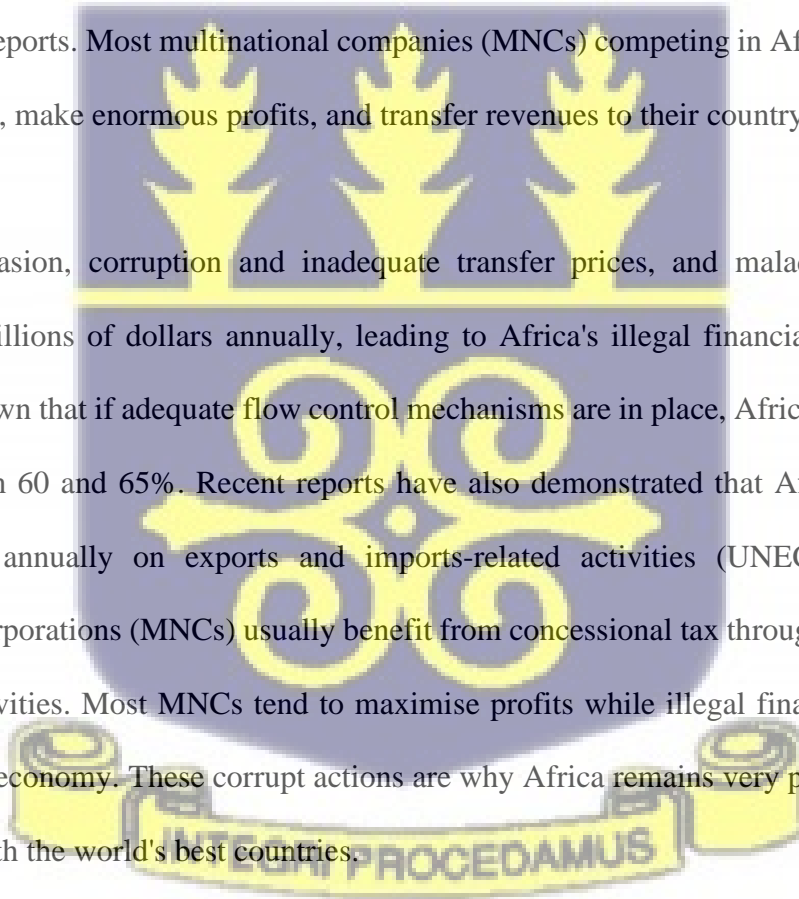 eports. Most multinational companies (MNCs) competing in Af
, make enormous profits, and transfer revenues to their country
asion, corruption and inadequate transfer prices, and malad
illions of dollars annually, leading to Africa's illegal financia
wn that if adequate flow control mechanisms are in place, Afric
n 60 and 65%. Recent reports have also demonstrated that Af
annually on exports and imports-related activities (UNEC
rporations (MNCs) usually benefit from concessional tax throug
vities. Most MNCs tend to maximise profits while illegal fina
economy. These corrupt actions are why Africa remains very p
th the world's best countries.
INTEGRI PROCEDAMUS